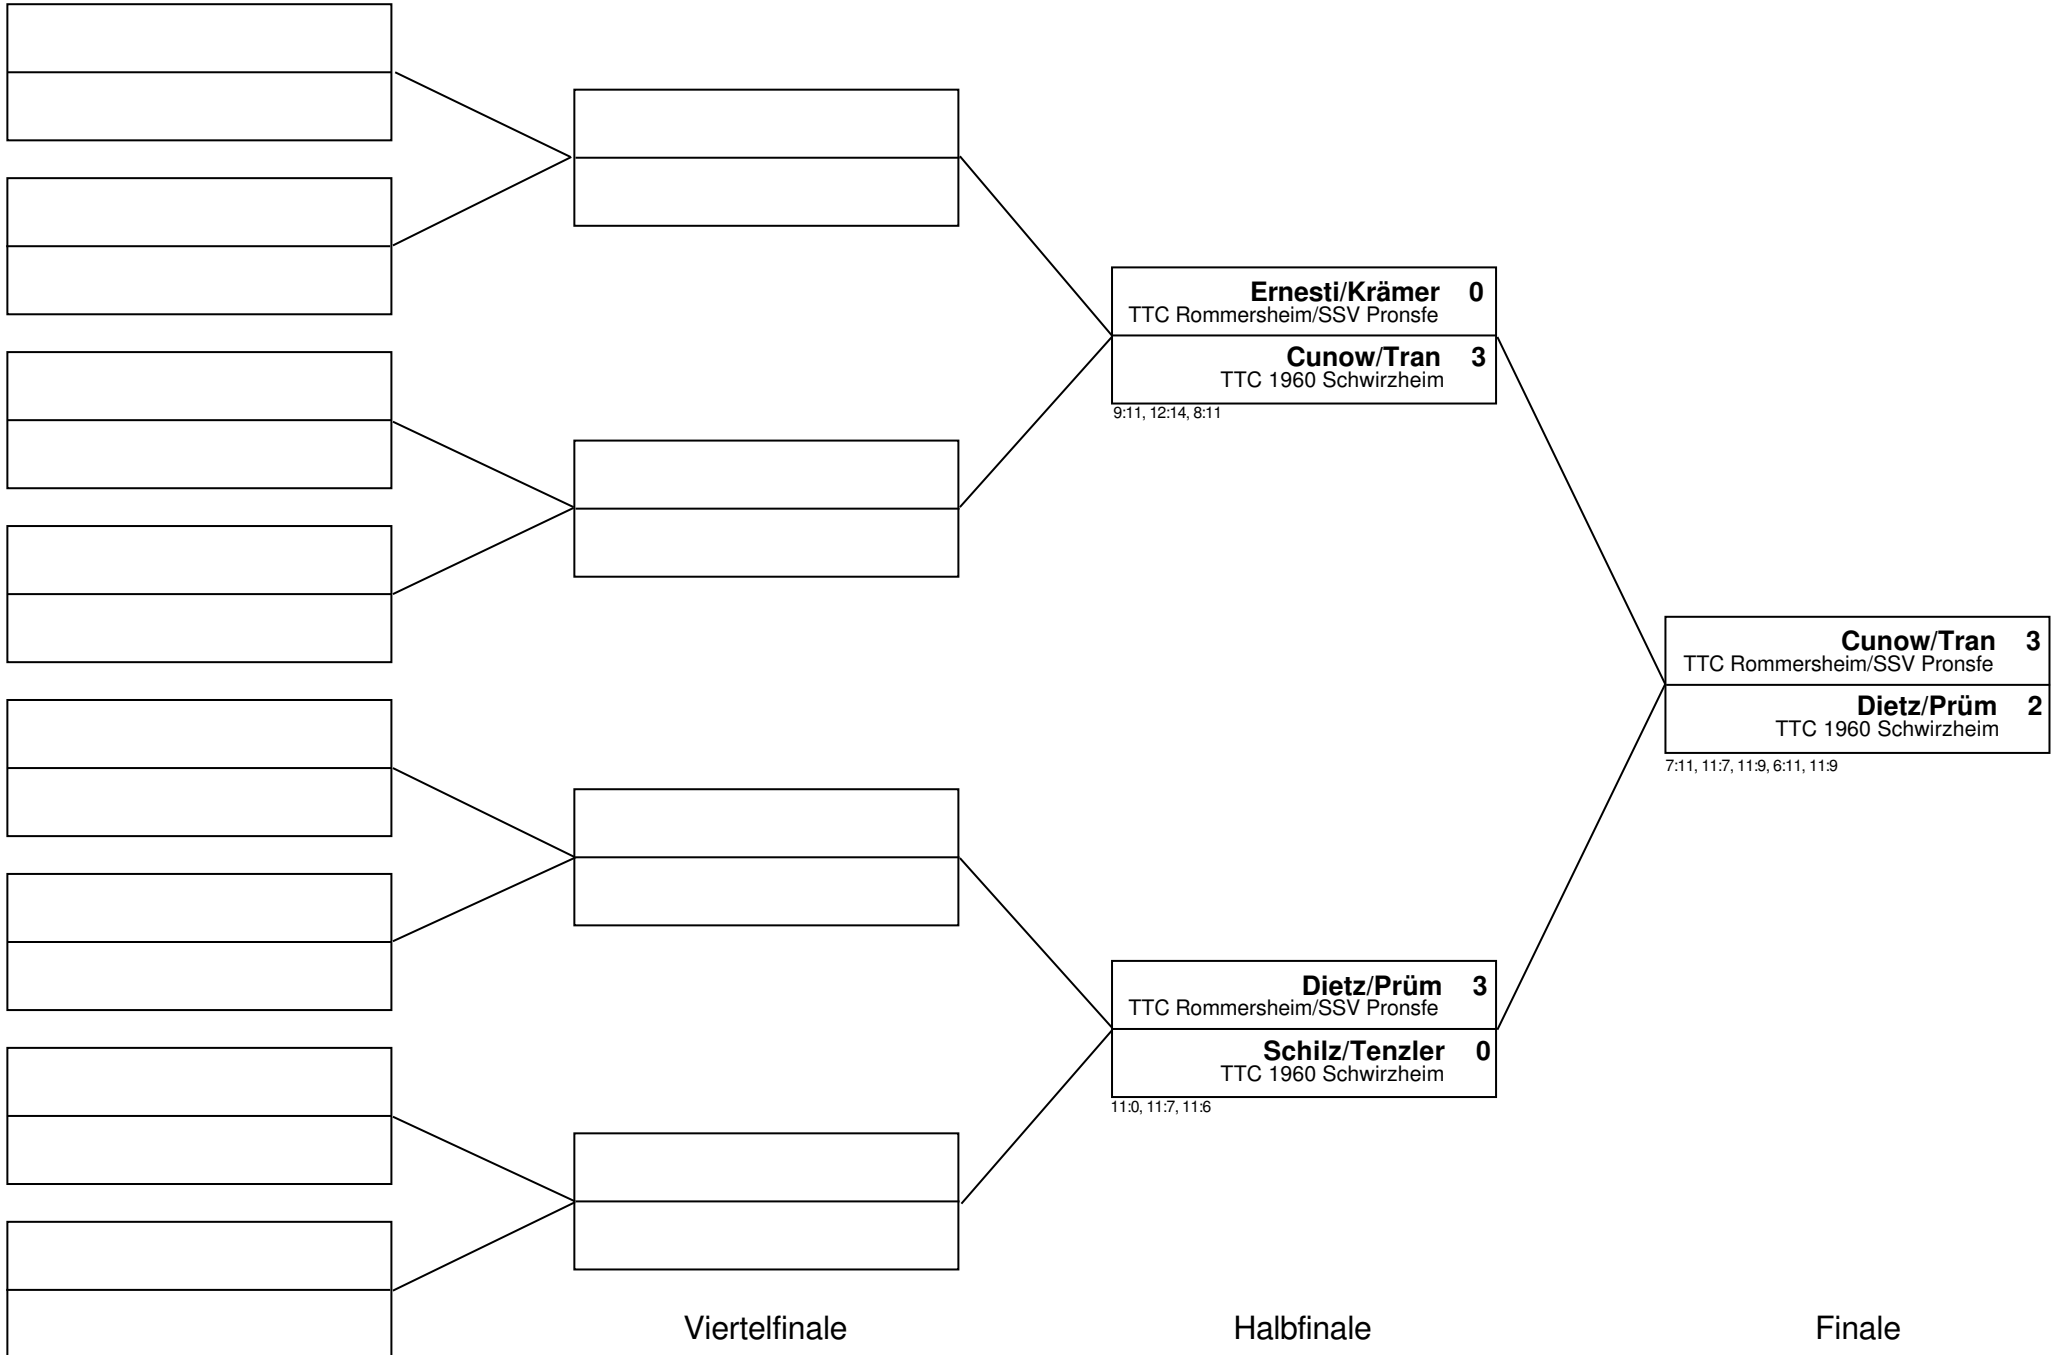 Ernesti/Krämer 0
TTC Rommersheim/SSV Pronsfe
Cunow/Tran 3
TTC 1960 Schwirzheim
9:11, 12:14, 8:11
Cunow/Tran 3
TTC Rommersheim/SSV Pronsfe
Dietz/Prüm 2
TTC 1960 Schwirzheim
7:11, 11:7, 11:9, 6:11, 11:9
Dietz/Prüm 3
TTC Rommersheim/SSV Pronsfe
Schilz/Tenzler 0
TTC 1960 Schwirzheim
11:0, 11:7, 11:6
Viertelfinale Halbfinale Finale